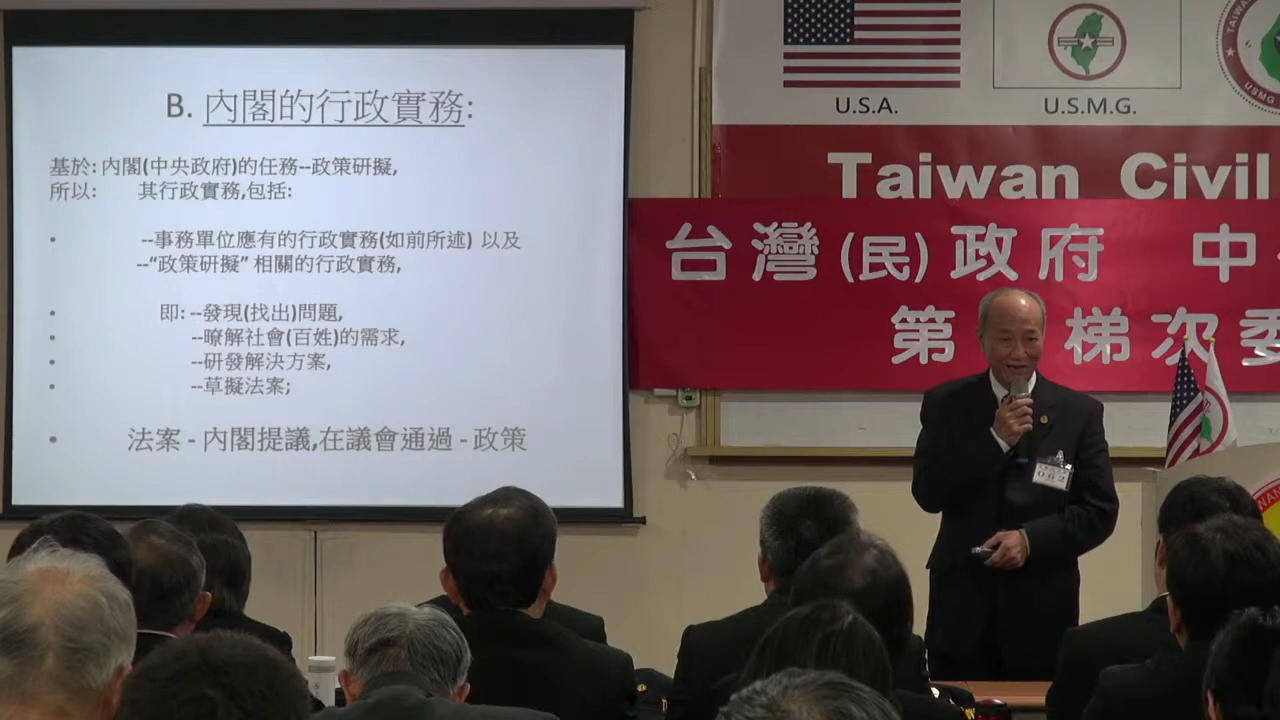 B. 內閣的行政實務:
基於: 內閣(中央政府)的任務--政策研擬,
所以: 其行政實務,包括:
• --事務單位應有的行政實務(如前所述) 以及
--“政策研擬” 相關的行政實務,
• 即: --發現(找出)問題,
• --暸解社會(百姓)的需求,
• --研發解決方案,
• --草擬法案;
• 法案 - 內閣提議,在議會通過 - 政策
U.S.A.
U.S.M.G.
TAIWAN
USMG
Taiwan Civil
台灣(民)政府 中
第 梯次委
062